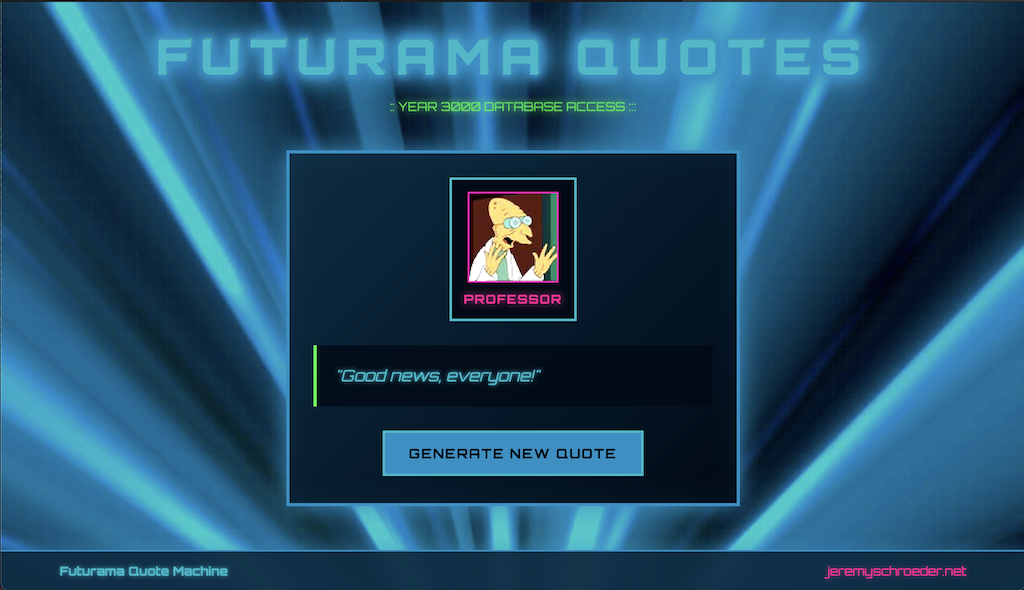 FUTURAMA QUOTES
:: YEAR 3000 DATABASE ACCESS :::
PROFESSOR
"Good news, everyone!"
GENERATE NEW QUOTE
Futurama Quote Machine
jeremyschroeder.net